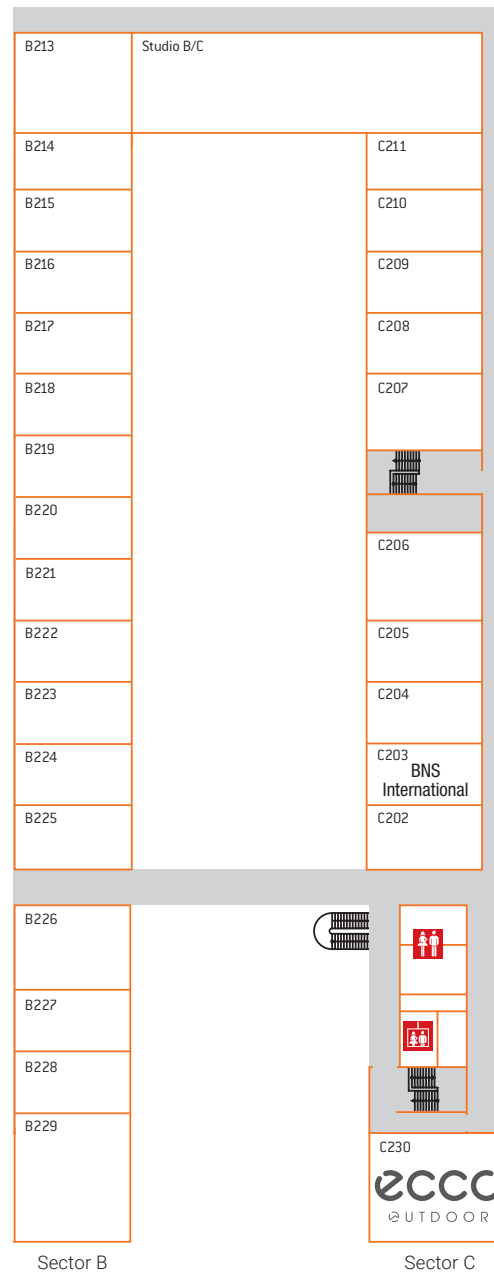 B213
Studio B/C
B214
C211
B215
C210
B216
C209
B217
C208
B218
C207
B219
B220
C206
B221
B222
C205
B223
C204
B224
C203
BNS
International
B225
C202
B226
B227
B228
B229
C230
ecco
OUTDOOR
Sector B
Sector C